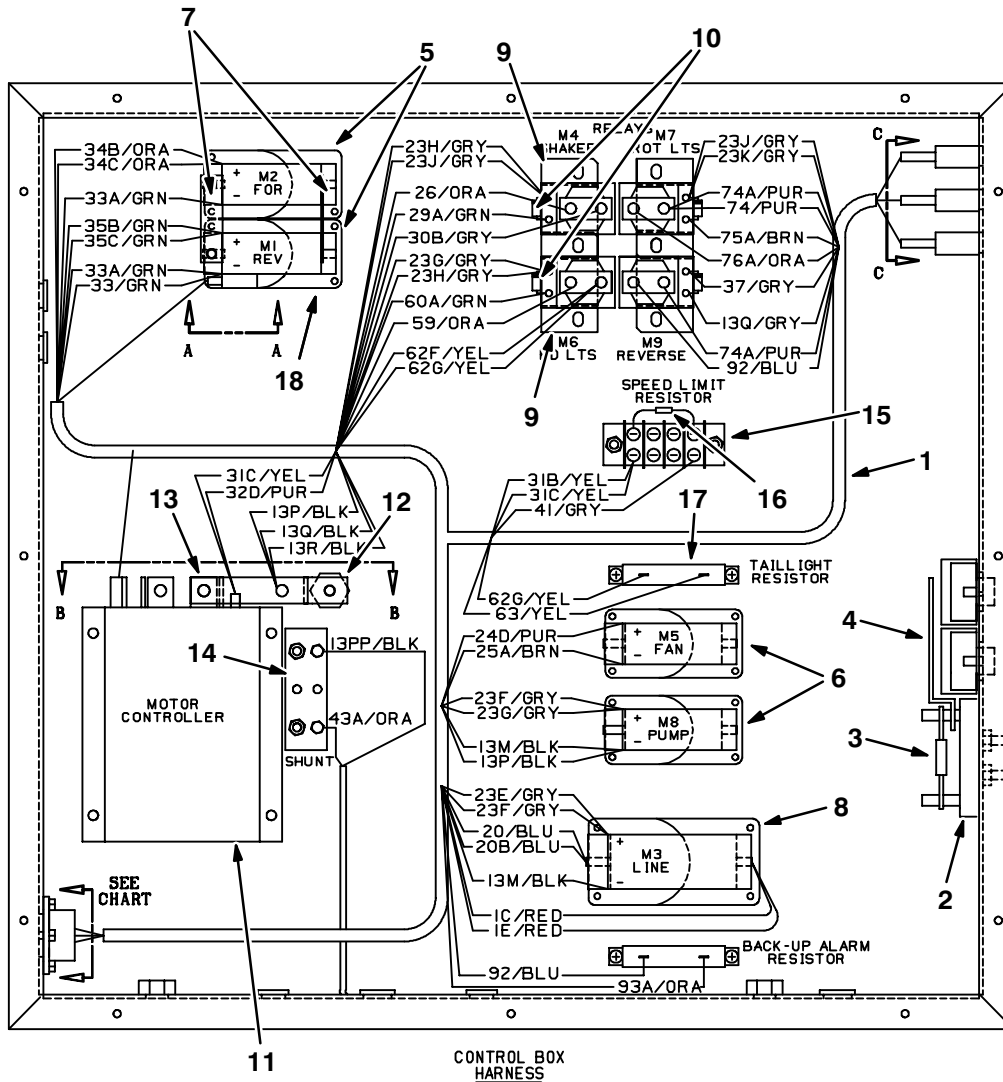 7
5
9
10
34B/ORA
34C/ORA
33A/GRN
35B/GRN
35C/GRN
33A/GRN
33/GRN
M2
FOR
M1
REV
+
-
+
-
A
A
18
23H/GRY
23J/GRY
26/ORA
29A/GRN
30B/GRY
23G/GRY
23H/GRY
60A/GRN
59/ORA
62F/YEL
62G/YEL
RELAYS
M4
SHAKER
M7
ROT LTS
M6
HD LTS
M9
REVERSE
9
23J/GRY
23K/GRY
74A/PUR
74/PUR
75A/BRN
76A/ORA
37/GRY
13Q/GRY
74A/PUR
92/BLU
C
C
SPEED LIMIT
RESISTOR
15
16
1
31C/YEL
32D/PUR
13P/BLK
13Q/BLK
13R/BLK
13
12
B
B
31B/YEL
31C/YEL
41/GRY
17
TAILLIGHT
RESISTOR
62G/YEL
63/YEL
24D/PUR
25A/BRN
+
-
M5
FAN
4
6
14
13PP/BLK
MOTOR
CONTROLLER
43A/ORA
SHUNT
23F/GRY
23G/GRY
13M/BLK
13P/BLK
+
-
M8
PUMP
3
23E/GRY
23F/GRY
20/BLU
20B/BLU
13M/BLK
1C/RED
1E/RED
+
-
M3
LINE
8
2
SEE
CHART
92/BLU
93A/ORA
BACK-UP ALARM
RESISTOR
11
CONTROL BOX
HARNESS